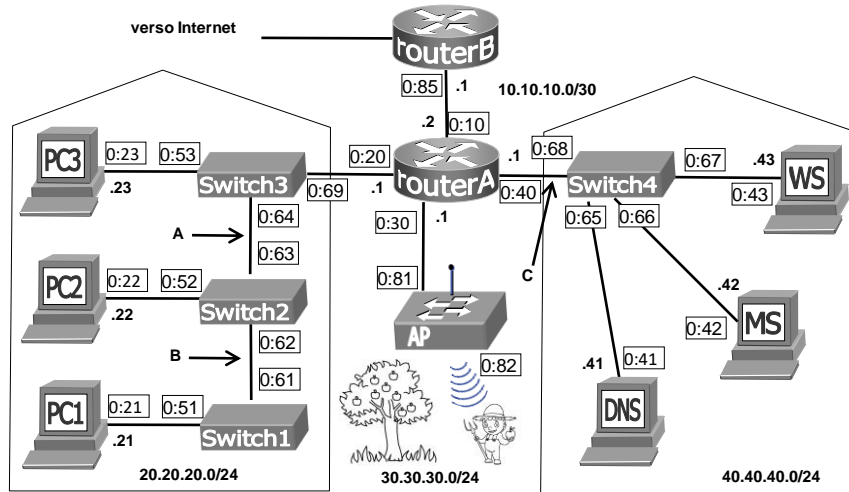 verso Internet
routerB
0:85
.1
10.10.10.0/30
.2
0:10
PC3
0:23
0:53
.23
Switch3
0:69
0:20
.1
routerA
.1
0:40
0:68
Switch4
0:67
.43
0:43
WS
0:64
A
0:63
0:30
.1
0:65
0:66
C
PC2
0:22
0:52
.22
Switch2
0:81
AP
.42
0:42
MS
0:62
B
0:61
0:82
.41
0:41
DNS
PC1
0:21
0:51
.21
Switch1
20.20.20.0/24
30.30.30.0/24
40.40.40.0/24